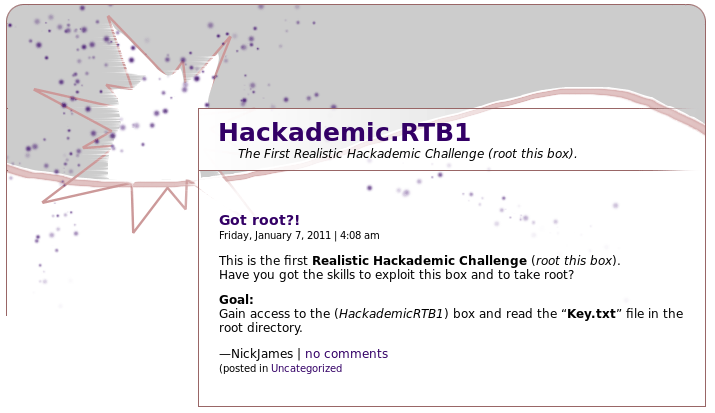 Hackademic.RTB1
The First Realistic Hackademic Challenge (root this box).
Got root?!
Friday, January 7, 2011 | 4:08 am
This is the first Realistic Hackademic Challenge (root this box).
Have you got the skills to exploit this box and to take root?
Goal:
Gain access to the (HackademicRTB1) box and read the “Key.txt” file in the
root directory.
—NickJames | no comments
(posted in Uncategorized